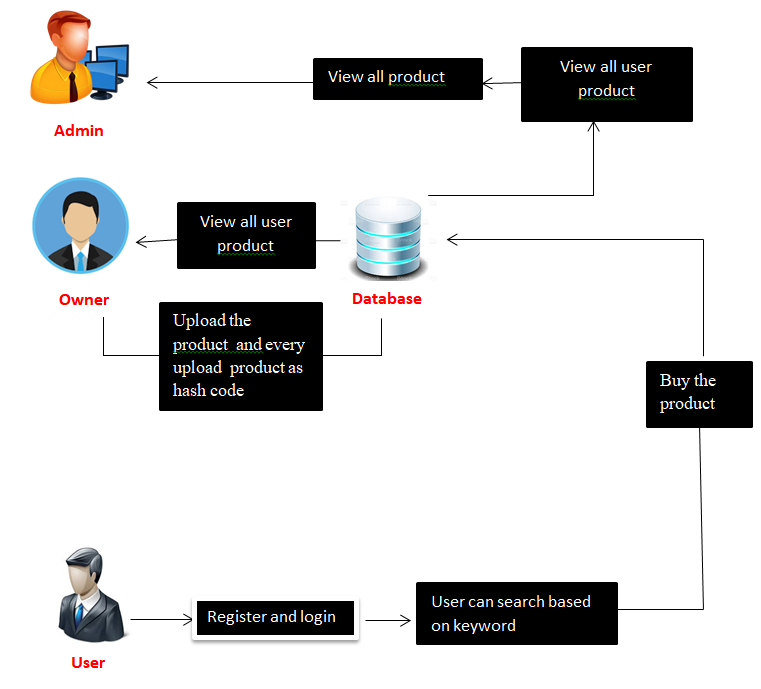 View all product
View all user
product
Admin
View all user
product
Owner
Database
Upload the
product and every
upload product as
hash code
Buy the
product
Register and login
User can search based
on keyword
User